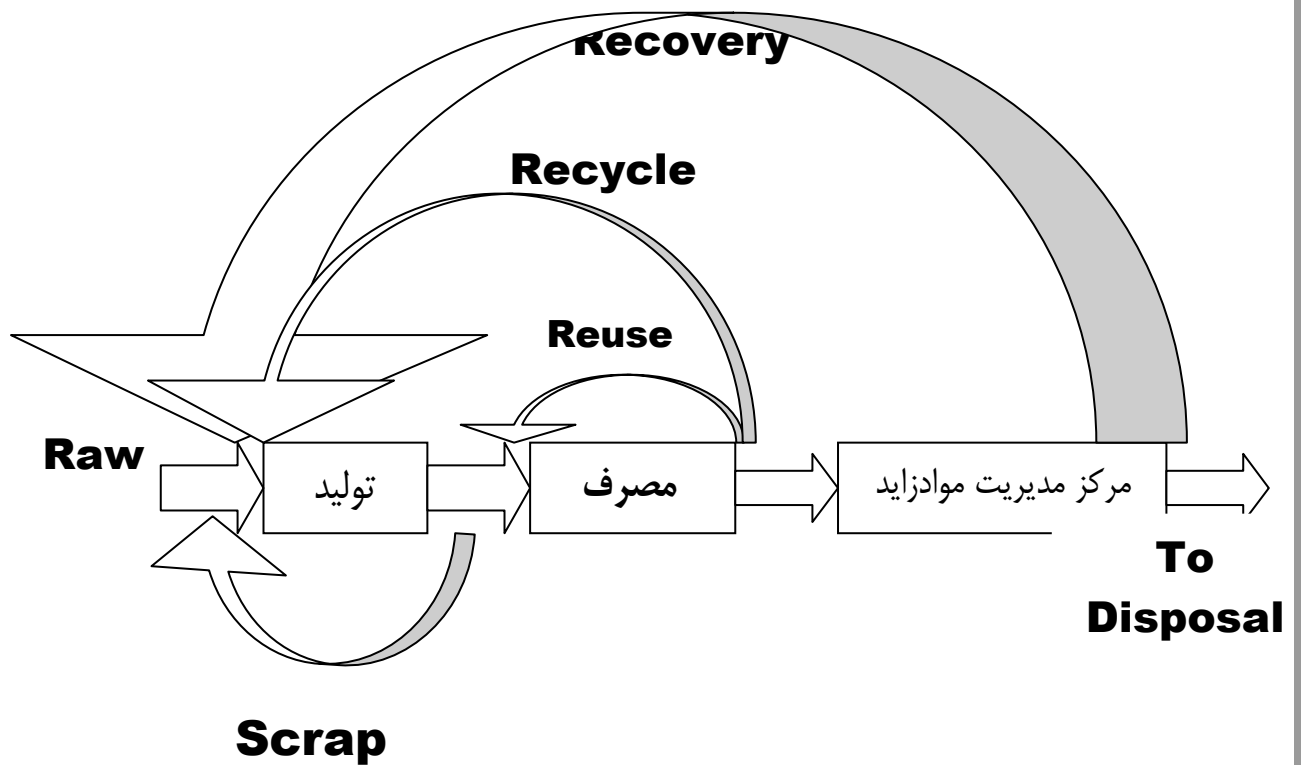 Recovery
Recycle
Reuse
Raw
تولید
مصرف
مرکز مدیریت موادزاید
To
Disposal
Scrap